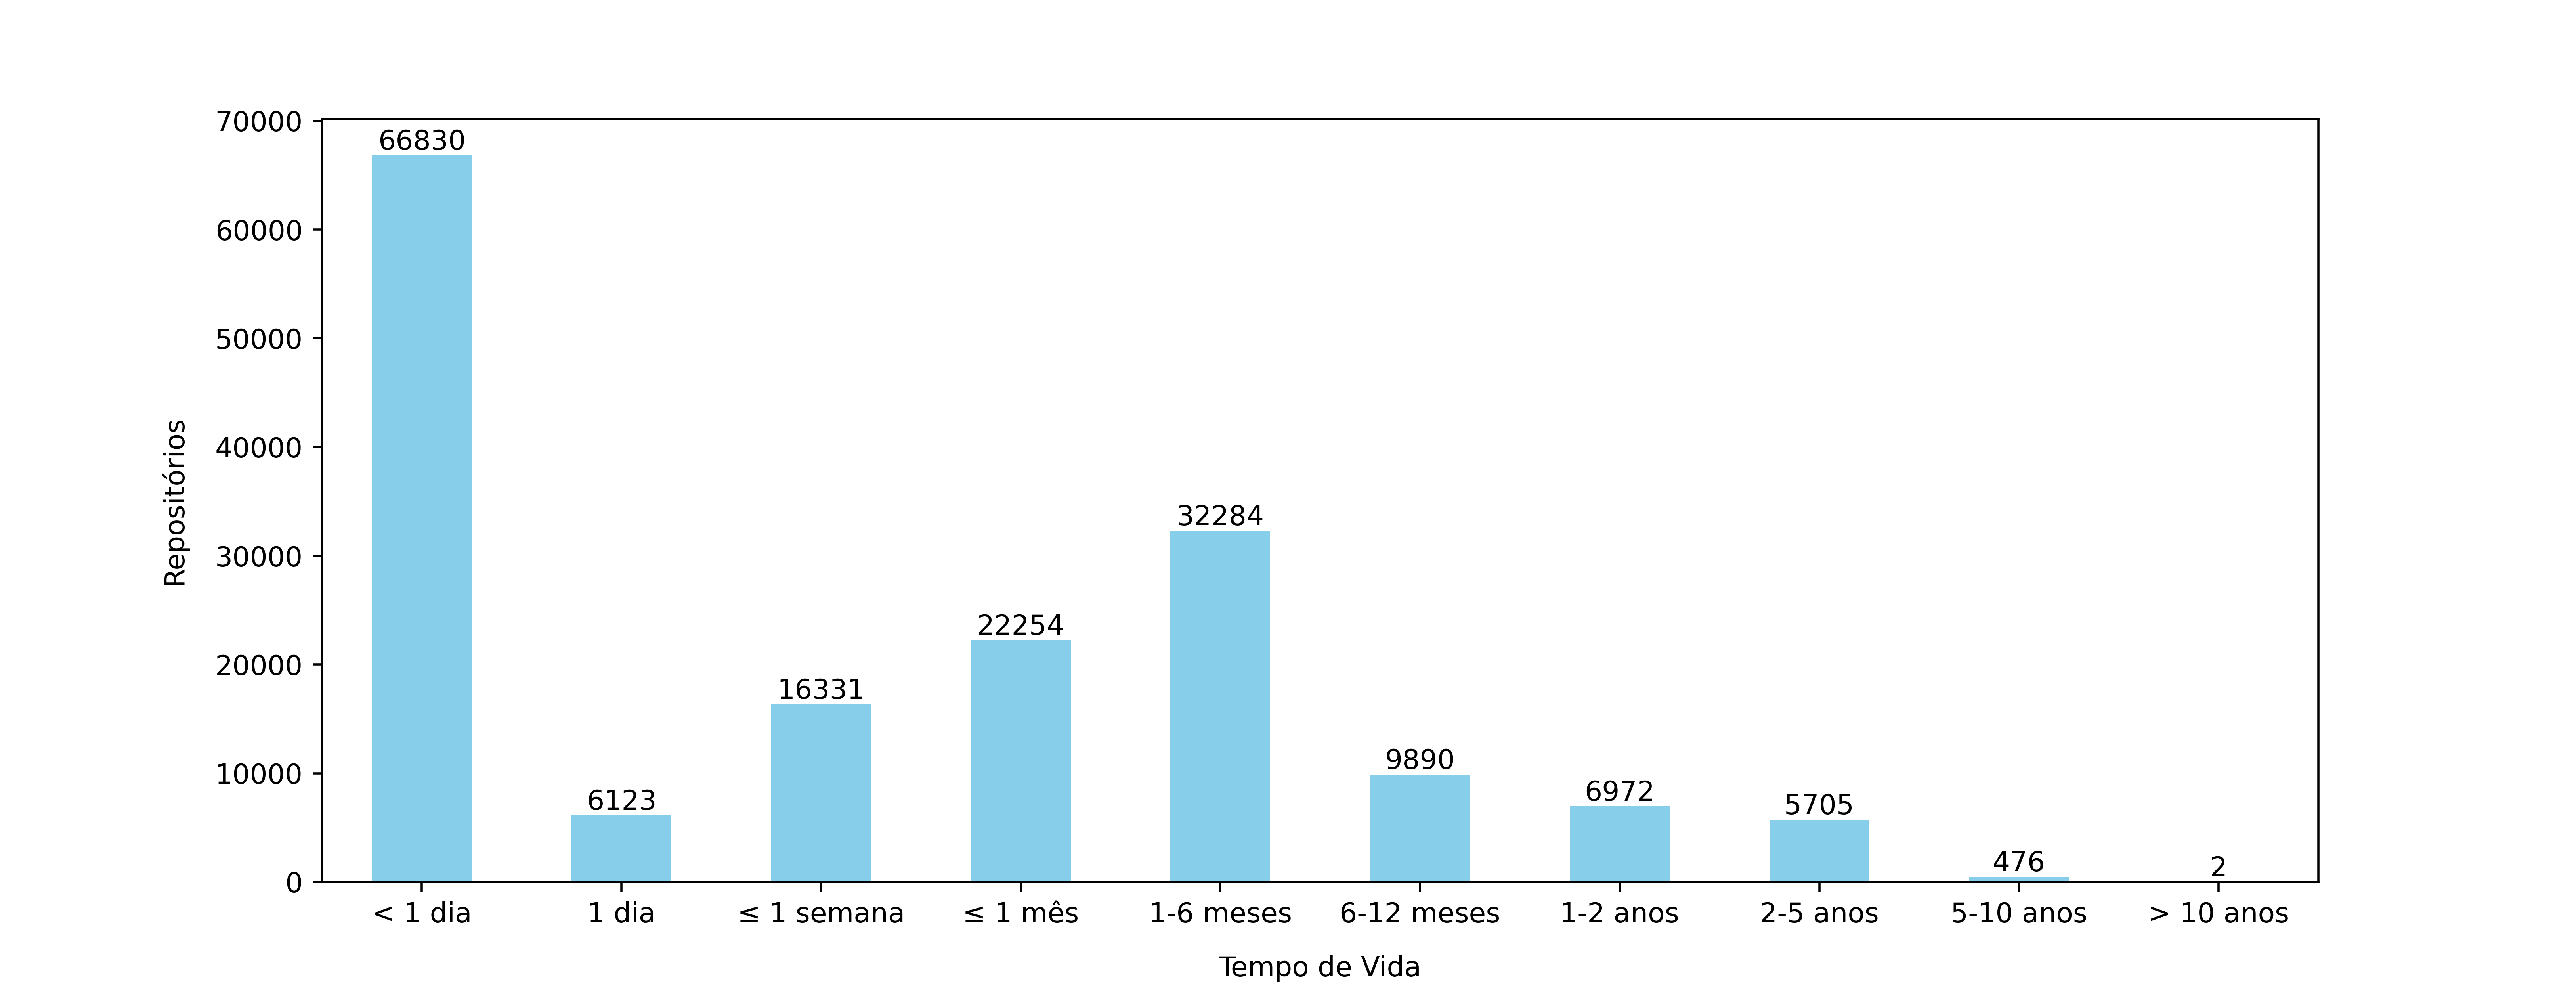 70000
60000
50000
40000
30000
20000
10000
0
Repositórios
66830
6123
16331
22254
32284
9890
6972
5705
476
2
< 1 dia
1 dia
≤ 1 semana
≤ 1 mês
1-6 meses
6-12 meses
1-2 anos
2-5 anos
5-10 anos
> 10 anos
Tempo de Vida